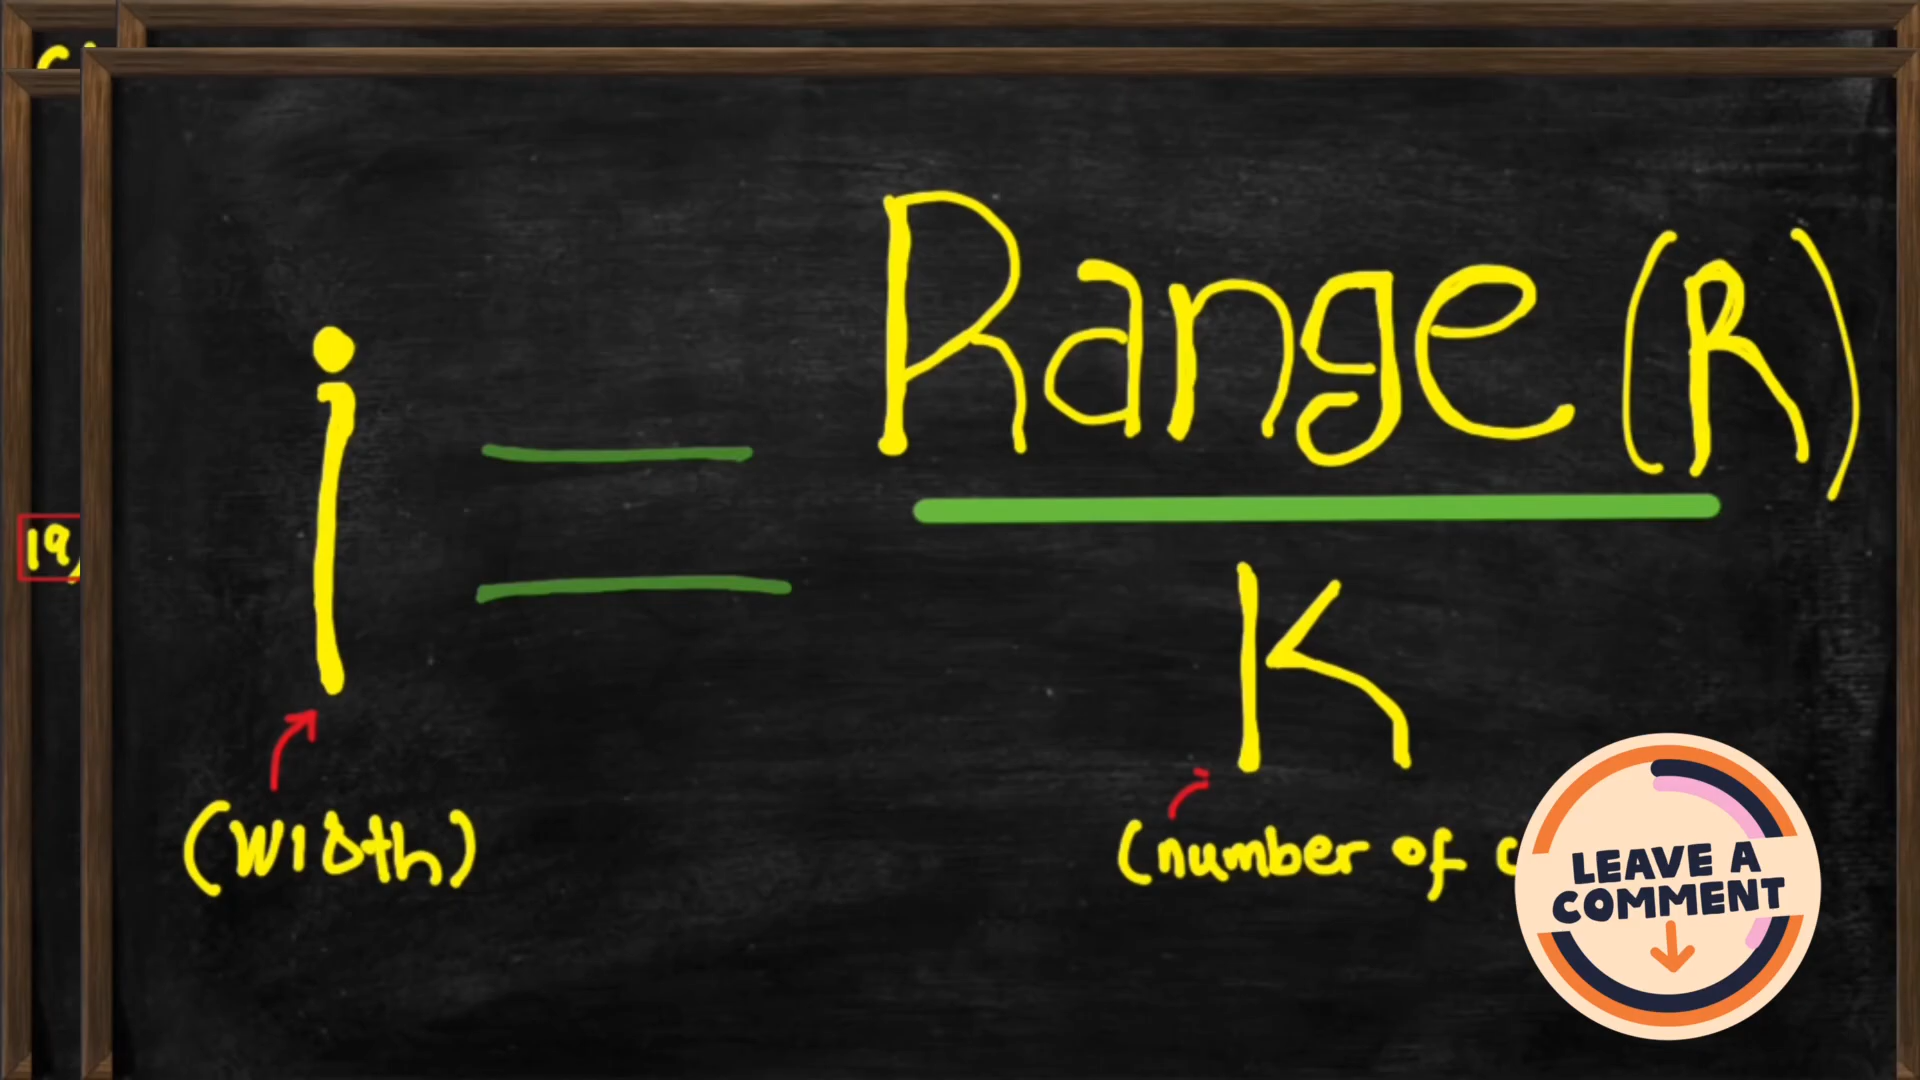 i = Range (R)
K
(width)
(number of
19
LEAVE A
COMMENT